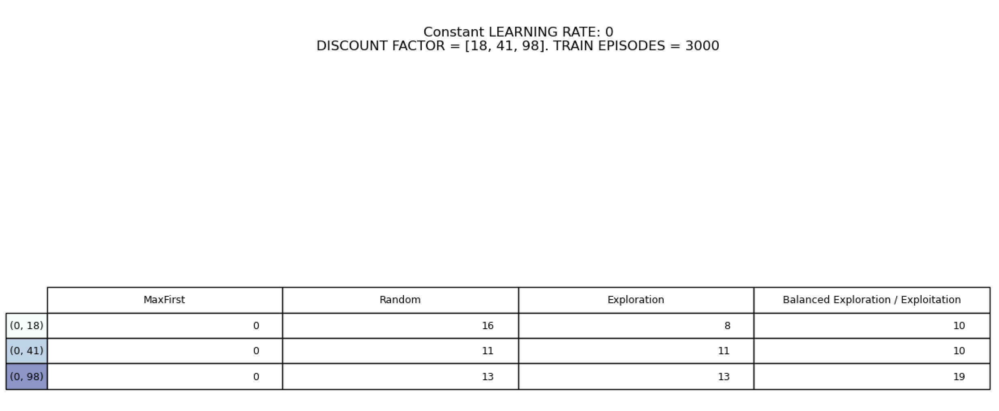 Constant LEARNING RATE: 0
DISCOUNT FACTOR = [18, 41, 98]. TRAIN EPISODES = 3000
MaxFirst Random Exploration Balanced Exploration / Exploitation
(0, 18) 0 16 8 10
(0, 41) 0 11 11 10
(0, 98) 0 13 13 19